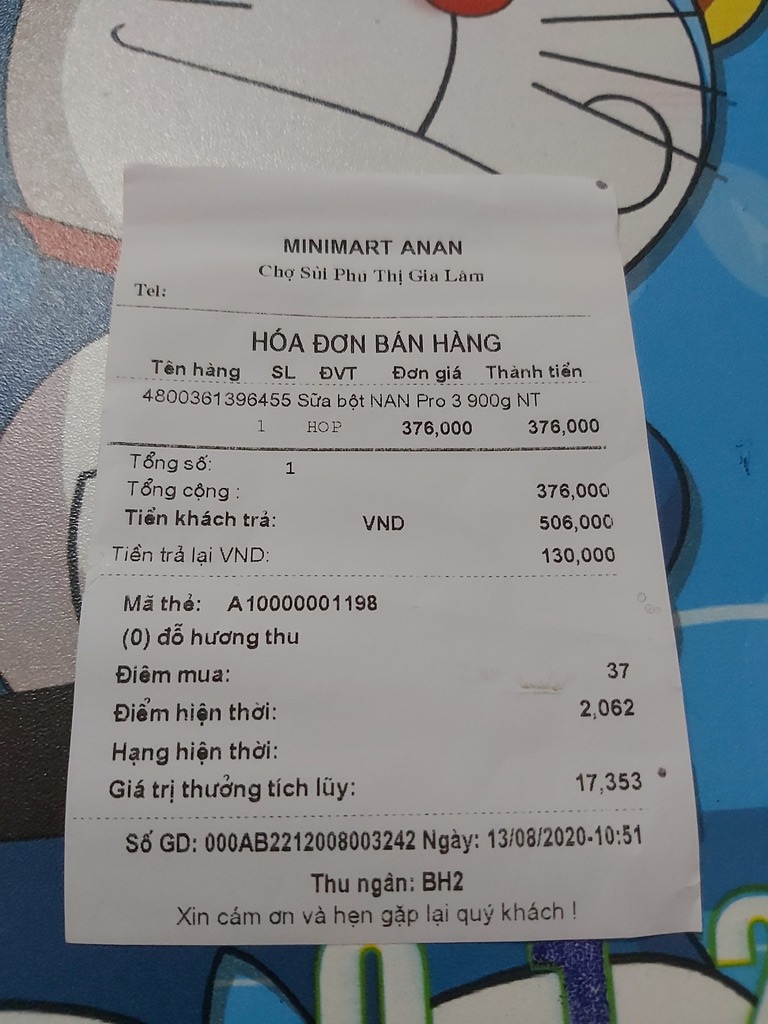 MINIMART ANAN
Chợ Sủi Phú Thị Gia Lâm
Tel:
HÓA ĐƠN BÁN HÀNG
Tên hàng SL ĐVT Đơn giá Thành tiền
4800361396455 Sữa bột NAN Pro 3 900g NT
1 HOP 376,000 376,000
Tổng số: 1
Tổng cộng : 376,000
Tiền khách trả: VND 506,000
Tiền trả lại VND: 130,000
Mã thẻ: A10000001198
(0) đỗ hương thu
Điểm mua: 37
Điểm hiện thời: 2,062
Hạng hiện thời:
Giá trị thưởng tích lũy: 17,353
Số GD: 000AB2212008003242 Ngày: 13/08/2020-10:51
Thu ngân: BH2
Xin cám ơn và hẹn gặp lại quý khách !
0 1 2